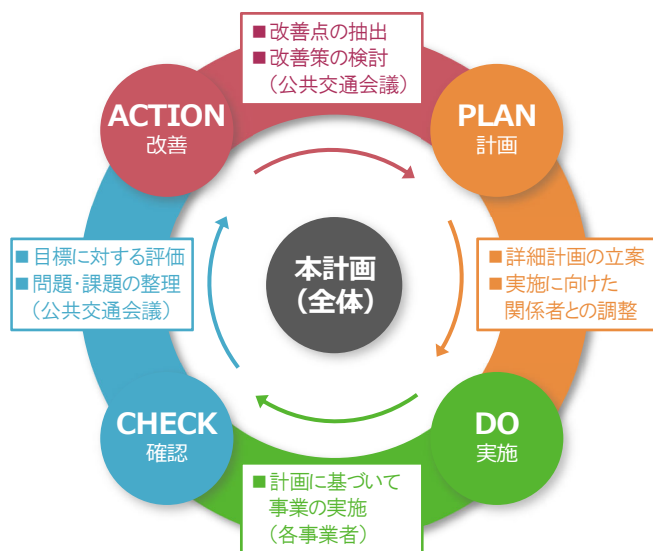 ■改善点の抽出
■改善策の検討
（公共交通会議）
ACTION
改善
PLAN
計画
■目標に対する評価
■問題・課題の整理
（公共交通会議）
本計画
（全体）
■詳細計画の立案
■実施に向けた
関係者との調整
CHECK
確認
DO
実施
■計画に基づいて
事業の実施
（各事業者）